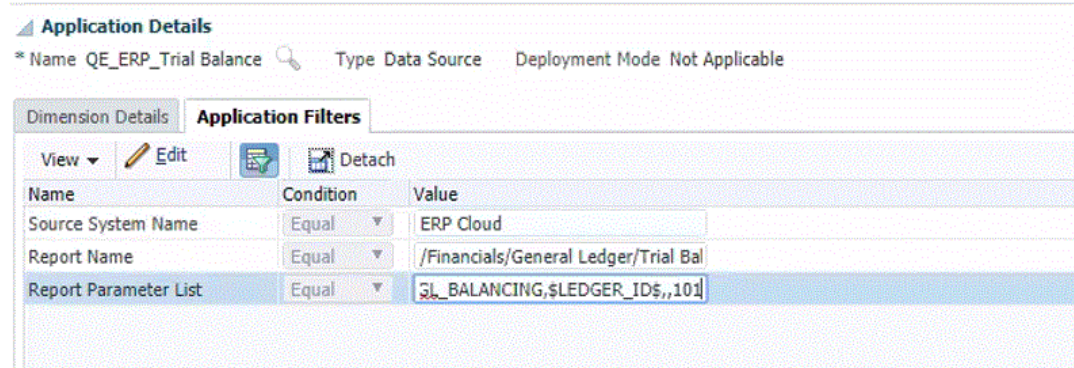 Application Details
* Name QE_ERP_Trial Balance Type Data Source Deployment Mode Not Applicable
Dimension Details Application Filters
View Edit Detach
Name Condition Value
Source System Name Equal ERP Cloud
Report Name Equal /Financials/General Ledger/Trial Bal
Report Parameter List Equal GL_BALANCING,$LEDGER_ID$,,101